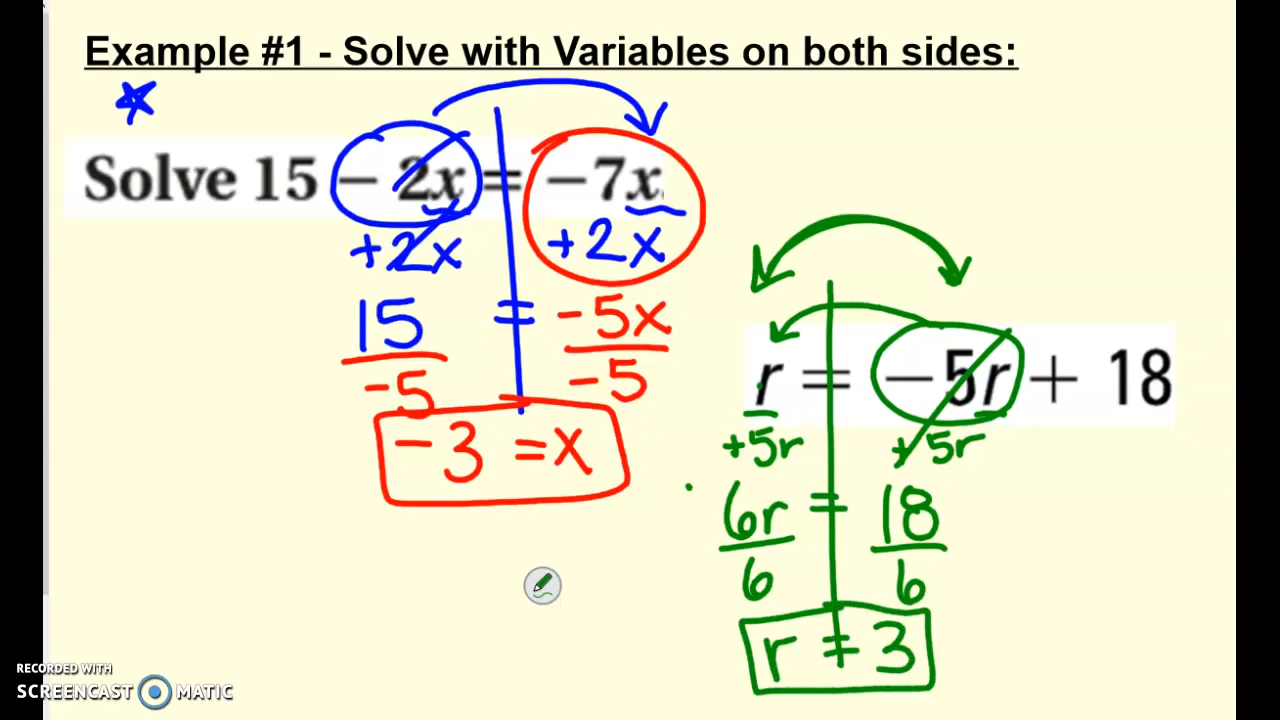 Example #1 - Solve with Variables on both sides:
Solve 15 − 2x = −7x
+2x +2x
15 = -5x
-5 -5
-3 = x
r = −5r + 18
+5r +5r
6r = 18
6 6
r = 3
RECORDED WITH
SCREENCAST MATIC